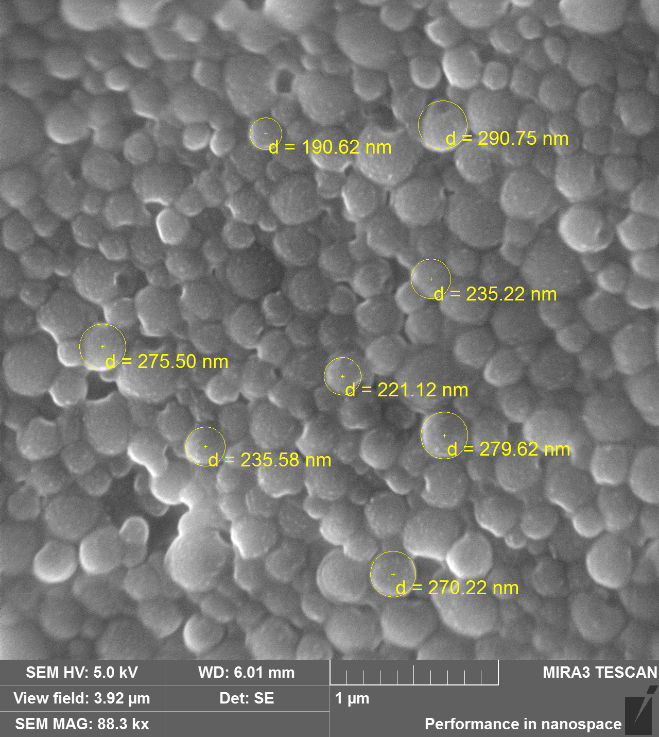 d = 190.62 nm
d = 290.75 nm
d = 235.22 nm
d = 275.50 nm
d = 221.12 nm
d = 235.58 nm
d = 279.62 nm
d = 270.22 nm
SEM HV: 5.0 kV WD: 6.01 mm MIRA3 TESCAN
View field: 3.92 µm Det: SE 1 µm
SEM MAG: 88.3 kx Performance in nanospace